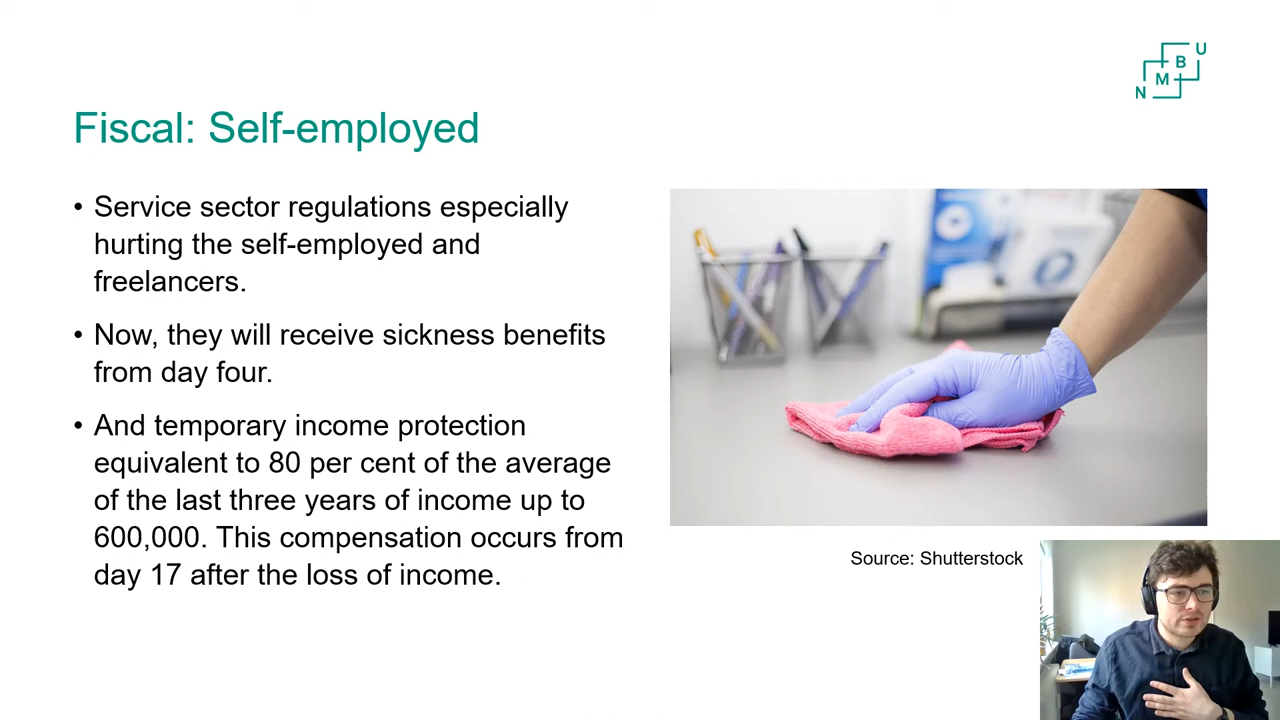 N M B U
Fiscal: Self-employed
• Service sector regulations especially
hurting the self-employed and
freelancers.
• Now, they will receive sickness benefits
from day four.
• And temporary income protection
equivalent to 80 per cent of the average
of the last three years of income up to
600,000. This compensation occurs from
day 17 after the loss of income.
Source: Shutterstock